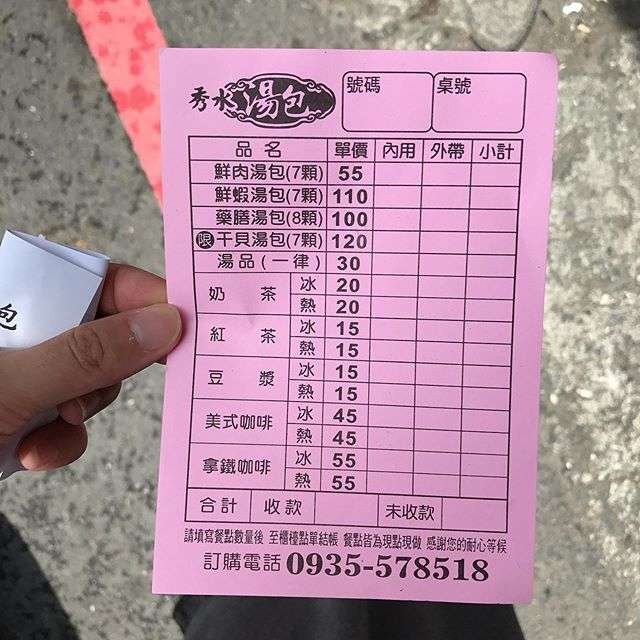 秀水 湯包 號碼 桌號
品名 單價 內用 外帶 小計
鮮肉湯包(7顆) 55
鮮蝦湯包(7顆) 110
藥膳湯包(8顆) 100
限 干貝湯包(7顆) 120
湯品(一律) 30
奶茶 冰 20
熱 20
紅茶 冰 15
熱 15
豆漿 冰 15
熱 15
美式咖啡 冰 45
熱 45
拿鐵咖啡 冰 55
熱 55
合計 收款 未收款
請填寫餐點數量後 至櫃檯點單結帳 餐點皆為現點現做 感謝您的耐心等候
訂購電話 0935-578518
包